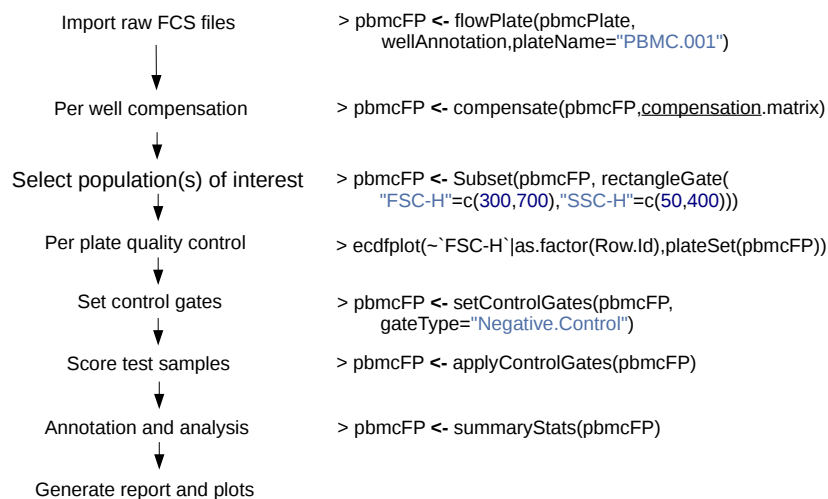 Import raw FCS files
> pbmcFP <- flowPlate(pbmcPlate,
wellAnnotation,plateName="PBMC.001")
Per well compensation
> pbmcFP <- compensate(pbmcFP,compensation.matrix)
Select population(s) of interest
> pbmcFP <- Subset(pbmcFP, rectangleGate(
"FSC-H"=c(300,700),"SSC-H"=c(50,400)))
Per plate quality control
> ecdfplot(~`FSC-H`|as.factor(Row.Id),plateSet(pbmcFP))
Set control gates
> pbmcFP <- setControlGates(pbmcFP,
gateType="Negative.Control")
Score test samples
> pbmcFP <- applyControlGates(pbmcFP)
Annotation and analysis
> pbmcFP <- summaryStats(pbmcFP)
Generate report and plots